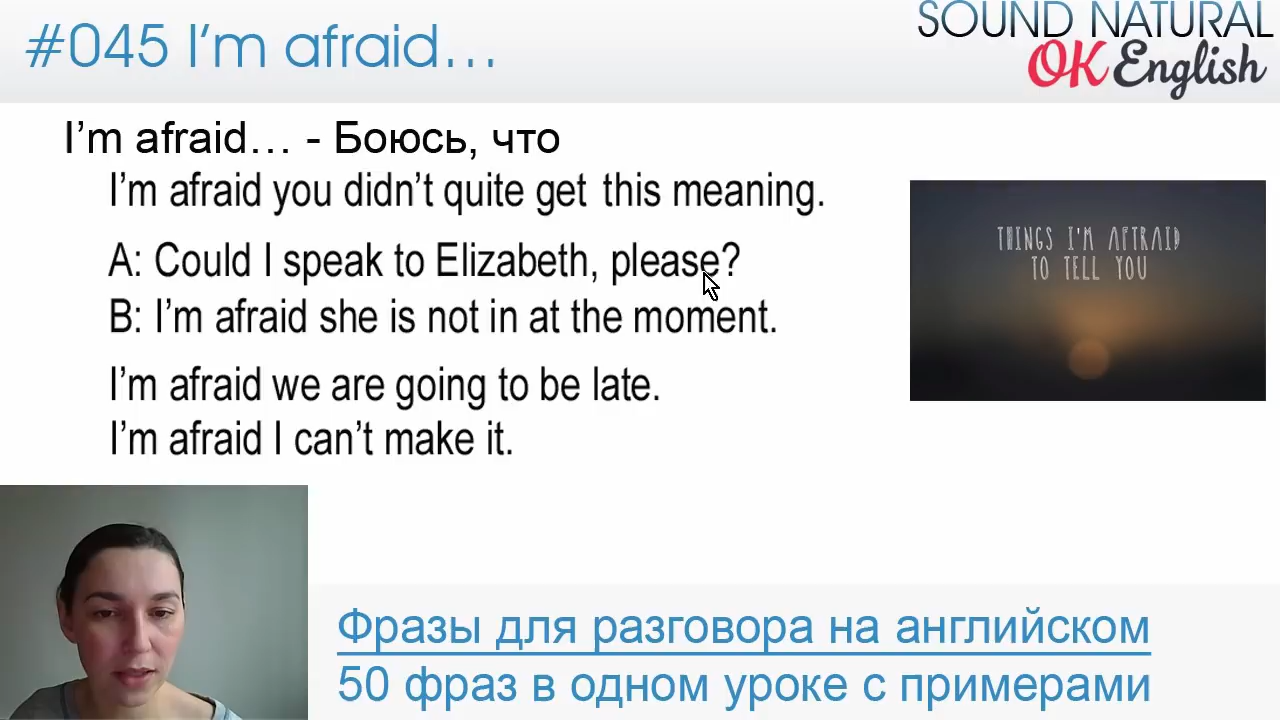 #045 I’m afraid…
SOUND NATURAL
OK English
I’m afraid… - Боюсь, что
I’m afraid you didn’t quite get this meaning.
A: Could I speak to Elizabeth, please?
B: I’m afraid she is not in at the moment.
I’m afraid we are going to be late.
I’m afraid I can’t make it.
THINGS I'M AFTRAID
TO TELL YOU
Фразы для разговора на английском
50 фраз в одном уроке с примерами